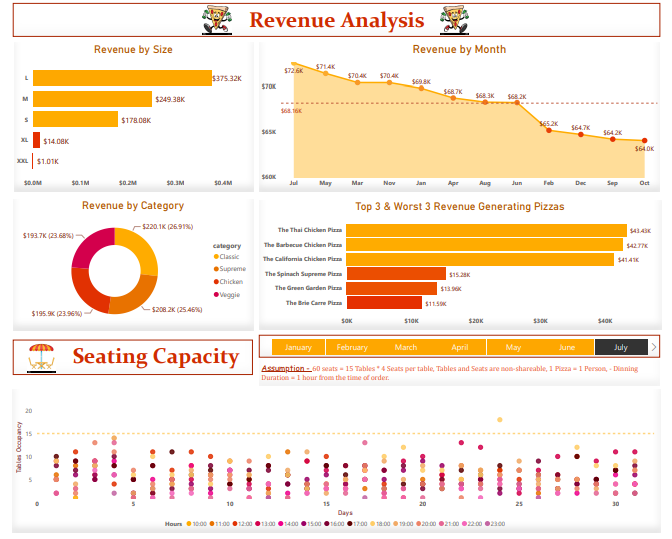 Revenue Analysis
Revenue by Size
L
$375.32K
M
$249.38K
S
$178.08K
XL
$14.08K
XXL
$1.01K
$0.0M $0.1M $0.2M $0.3M $0.4M
Revenue by Month
$70K
$65K
$60K
$68.16K
$72.6K
$71.4K
$70.4K
$70.4K
$69.8K
$68.7K
$68.3K
$68.2K
$65.2K
$64.7K
$64.2K
$64.0K
Jul May Mar Nov Jan Apr Aug Jun Feb Dec Sep Oct
Revenue by Category
$220.1K (26.91%)
$193.7K (23.68%)
$195.9K (23.96%)
$208.2K (25.46%)
category
Classic
Supreme
Chicken
Veggie
Top 3 & Worst 3 Revenue Generating Pizzas
The Thai Chicken Pizza
$43.43K
The Barbecue Chicken Pizza
$42.77K
The California Chicken Pizza
$41.41K
The Spinach Supreme Pizza
$15.28K
The Green Garden Pizza
$13.96K
The Brie Carre Pizza
$11.59K
$0K $10K $20K $30K $40K
Seating Capacity
January February March April May June July
Assumption - 60 seats = 15 Tables * 4 Seats per table, Tables and Seats are non-shareable, 1 Pizza = 1 Person, - Dinning
Duration = 1 hour from the time of order.
Tables Occupancy
20
15
10
5
0 5 10 15 20 25 30
Days
Hours 10:00 11:00 12:00 13:00 14:00 15:00 16:00 17:00 18:00 19:00 20:00 21:00 22:00 23:00